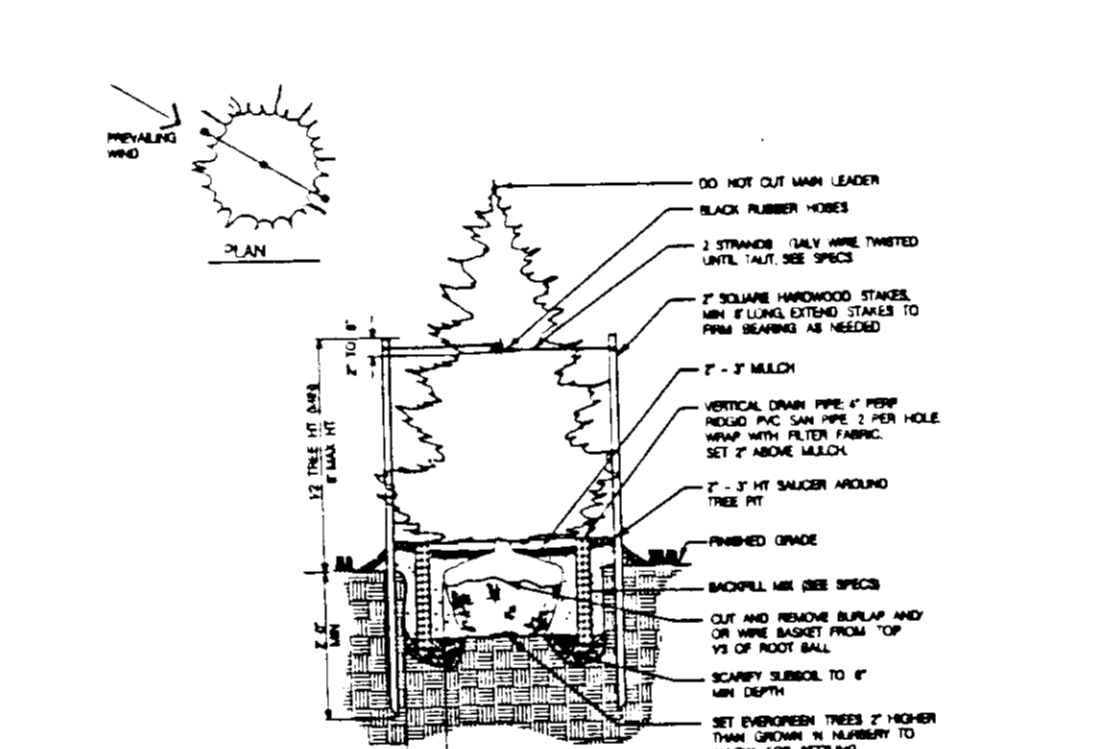 PREVAILING
WIND
PLAN
DO NOT CUT MAIN LEADER
BLACK RUBBER HOSES
2 STRANDS GALV WIRE TWISTED
UNTIL TAUT, SEE SPECS
2" SQUARE HARDWOOD STAKES,
MIN 8' LONG, EXTEND STAKES TO
FIRM BEARING AS NEEDED
2" - 3" MULCH
VERTICAL DRAIN PIPE; 4" PERF
RIDGID PVC SAN PIPE 2 PER HOLE.
WRAP WITH FILTER FABRIC.
SET 2" ABOVE MULCH.
2" - 3" HT SAUCER AROUND
TREE PIT
FINISHED GRADE
BACKFILL MIX (SEE SPECS)
CUT AND REMOVE BURLAP AND/
OR WIRE BASKET FROM TOP
1/3 OF ROOT BALL
SCARIFY SUBSOIL TO 6"
MIN DEPTH
SET EVERGREEN TREES 2" HIGHER
THAN GROWN IN NURSERY TO
2" TO 8"
1/2 TREE HT (MIN)
8' MAX HT
MIN